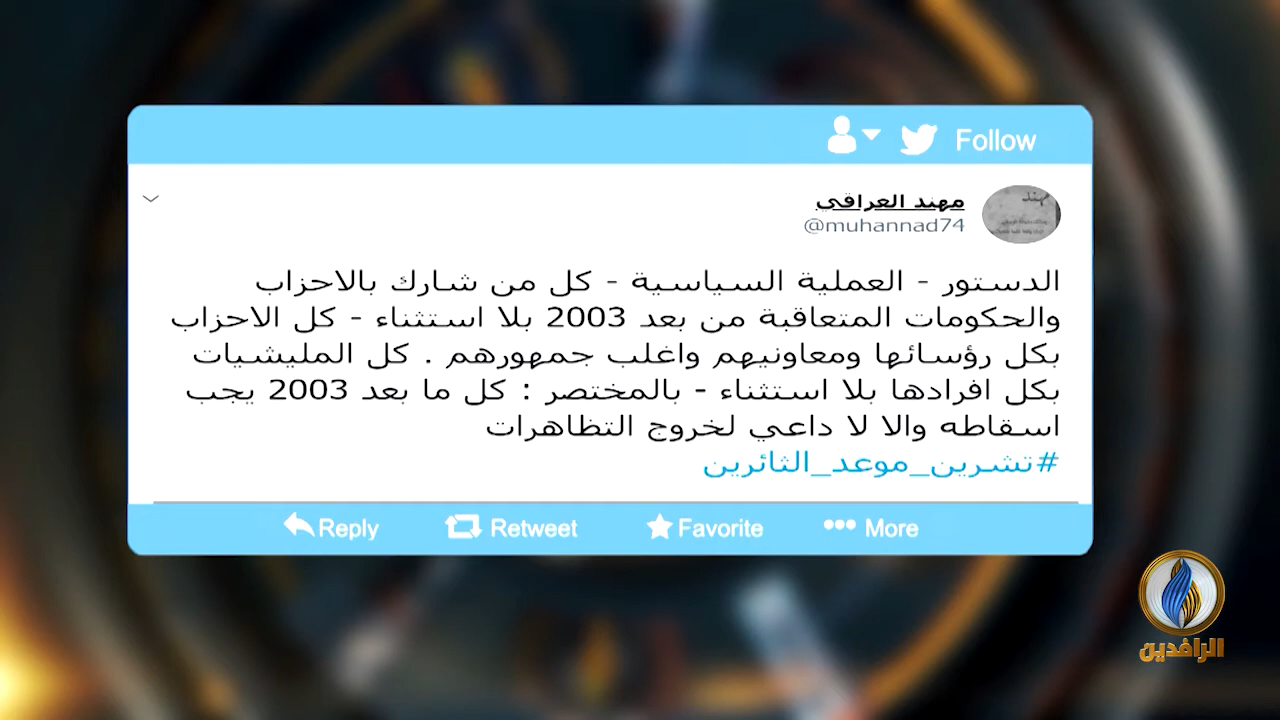 Follow
مهند العراقي
@muhannad74
الدستور - العملية السياسية - كل من شارك بالاحزاب
والحكومات المتعاقبة من بعد 2003 بلا استثناء - كل الاحزاب
بكل رؤسائها ومعاونيهم واغلب جمهورهم . كل المليشيات
بكل افرادها بلا استثناء - بالمختصر : كل ما بعد 2003 يجب
اسقاطه والا لا داعي لخروج التظاهرات
#تشرين_موعد_الثائرين
Reply Retweet Favorite More
الرافدين